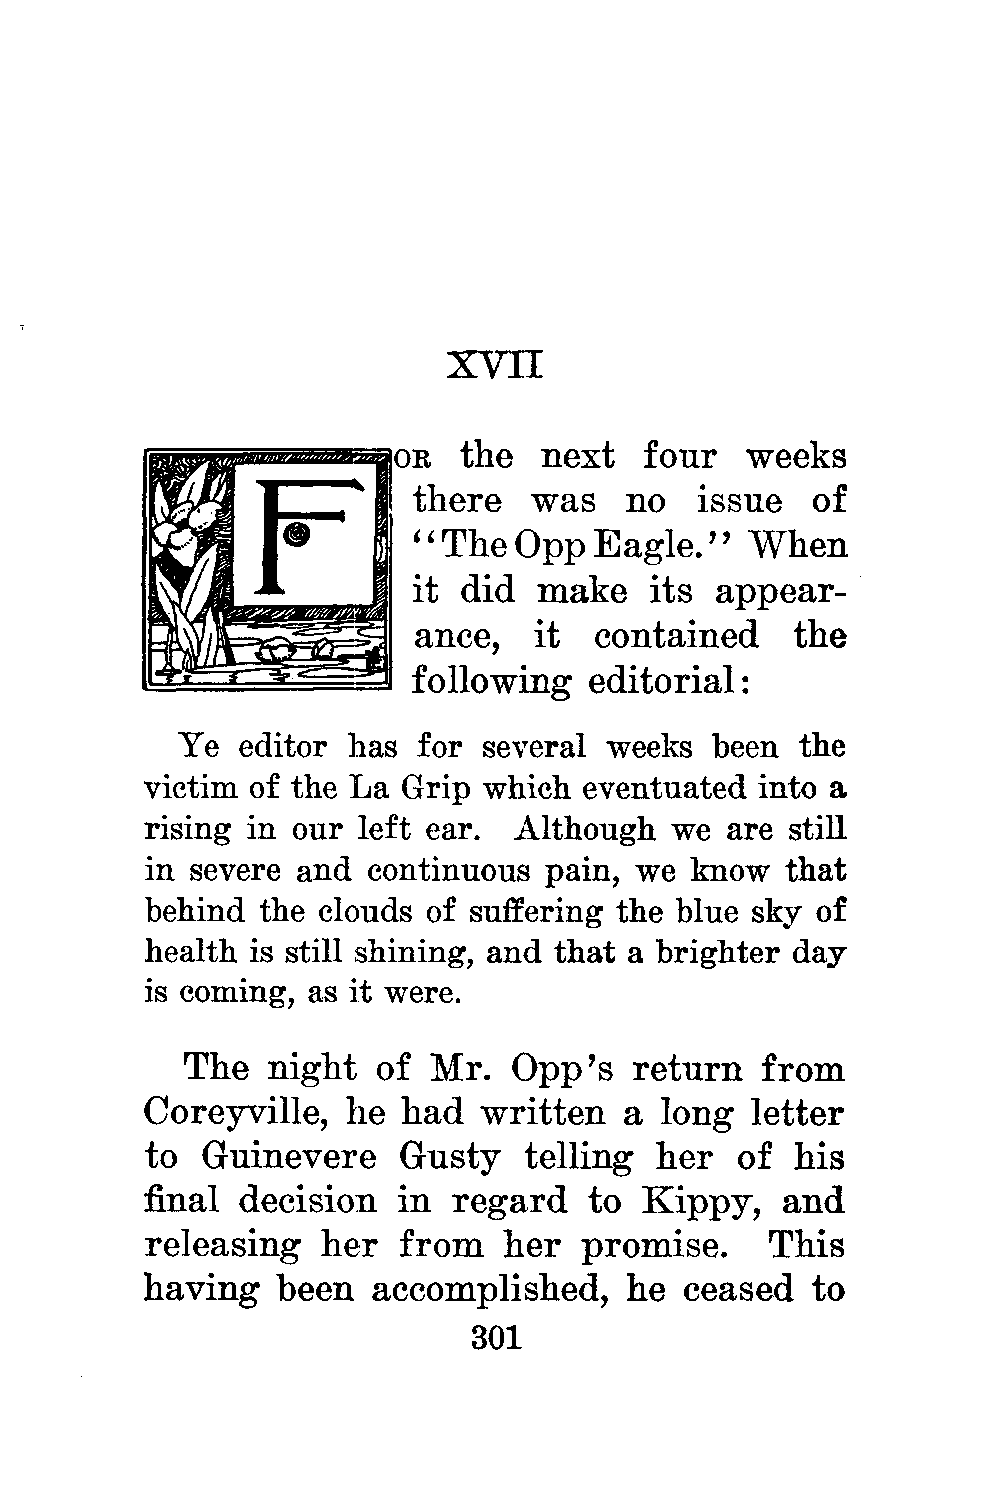 XVII
FOR the next four weeks
there was no issue of
“The Opp Eagle.” When
it did make its appear-
ance, it contained the
following editorial:
Ye editor has for several weeks been the
victim of the La Grip which eventuated into a
rising in our left ear. Although we are still
in severe and continuous pain, we know that
behind the clouds of suffering the blue sky of
health is still shining, and that a brighter day
is coming, as it were.
The night of Mr. Opp’s return from
Coreyville, he had written a long letter
to Guinevere Gusty telling her of his
final decision in regard to Kippy, and
releasing her from her promise. This
having been accomplished, he ceased to
301